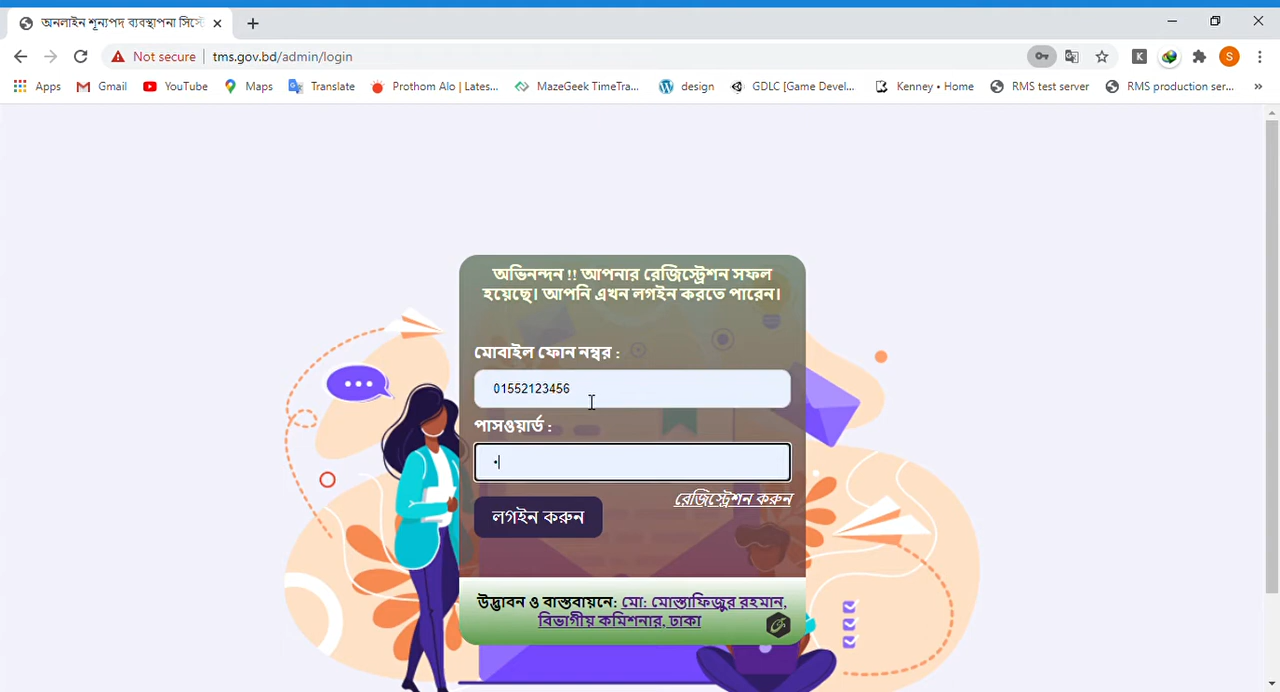 অনলাইন শূন্যপদ ব্যবস্থাপনা সিস্টে
Not secure
tms.gov.bd/admin/login
K
S
Apps
Gmail
YouTube
Maps
Translate
Prothom Alo | Lates...
MazeGeek TimeTra...
design
GDLC [Game Devel...
Kenney • Home
RMS test server
RMS production ser...
»
অভিনন্দন !! আপনার রেজিস্ট্রেশন সফল
হয়েছে। আপনি এখন লগইন করতে পারেন।
মোবাইল ফোন নম্বর :
01552123456
পাসওয়ার্ড :
•
রেজিস্ট্রেশন করুন
লগইন করুন
উদ্ভাবন ও বাস্তবায়নে: মো: মোস্তাফিজুর রহমান,
বিভাগীয় কমিশনার, ঢাকা